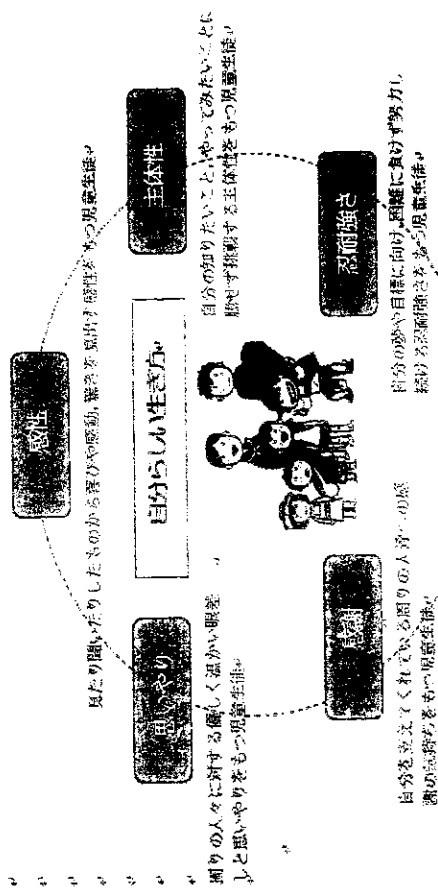 感性
見たり聞いたりしたものから喜びや感動、驚きを見出す感性をもつ児童生徒
思いやり
主体性
自分らしい生き方
周りの人々に対する優しく温かい眼差
しと思いやりをもつ児童生徒
自分の知りたいこと、やってみたいことに
臆せず挑戦する主体性をもつ児童生徒
感謝
忍耐強さ
自分を支えてくれている周りの人々への感
謝の気持ちをもつ児童生徒
自分の夢や目標に向け、困難に負けず努力し
続ける忍耐強さをもつ児童生徒